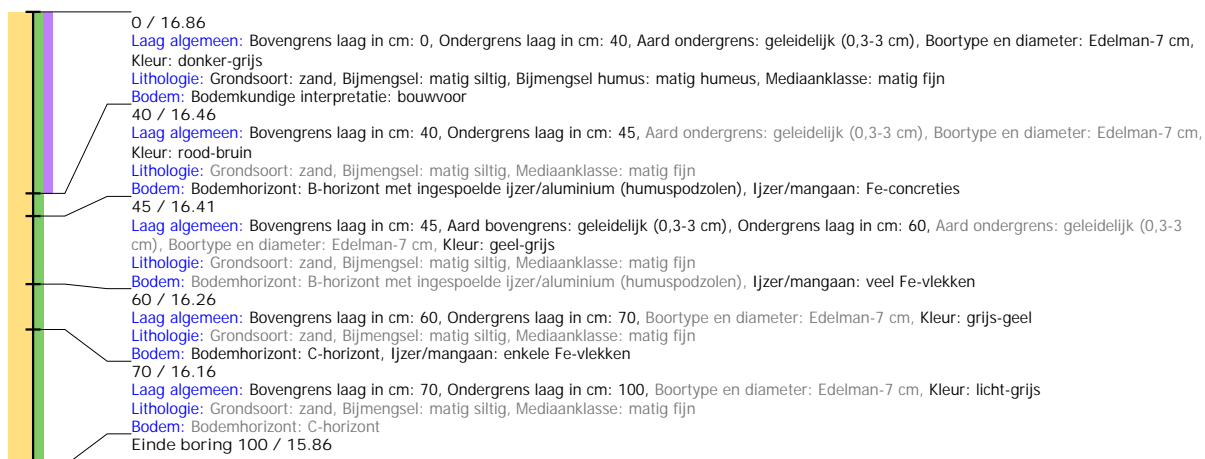 0 / 16.86
Laag algemeen: Bovengrens laag in cm: 0, Ondergrens laag in cm: 40, Aard ondergrens: geleidelijk (0,3-3 cm), Boortype en diameter: Edelman-7 cm,
Kleur: donker-grijs
Lithologie: Grondsoort: zand, Bijmengsel: matig siltig, Bijmengsel humus: matig humeus, Mediaanklasse: matig fijn
Bodem: Bodemkundige interpretatie: bouwvoor
40 / 16.46
Laag algemeen: Bovengrens laag in cm: 40, Ondergrens laag in cm: 45, Aard ondergrens: geleidelijk (0,3-3 cm), Boortype en diameter: Edelman-7 cm,
Kleur: rood-bruin
Lithologie: Grondsoort: zand, Bijmengsel: matig siltig, Mediaanklasse: matig fijn
Bodem: Bodemhorizont: B-horizont met ingespoelde ijzer/aluminium (humuspodzolen), Ijzer/mangaan: Fe-concreties
45 / 16.41
Laag algemeen: Bovengrens laag in cm: 45, Aard bovengrens: geleidelijk (0,3-3 cm), Ondergrens laag in cm: 60, Aard ondergrens: geleidelijk (0,3-3
cm), Boortype en diameter: Edelman-7 cm, Kleur: geel-grijs
Lithologie: Grondsoort: zand, Bijmengsel: matig siltig, Mediaanklasse: matig fijn
Bodem: Bodemhorizont: B-horizont met ingespoelde ijzer/aluminium (humuspodzolen), Ijzer/mangaan: veel Fe-vlekken
60 / 16.26
Laag algemeen: Bovengrens laag in cm: 60, Ondergrens laag in cm: 70, Boortype en diameter: Edelman-7 cm, Kleur: grijs-geel
Lithologie: Grondsoort: zand, Bijmengsel: matig siltig, Mediaanklasse: matig fijn
Bodem: Bodemhorizont: C-horizont, Ijzer/mangaan: enkele Fe-vlekken
70 / 16.16
Laag algemeen: Bovengrens laag in cm: 70, Ondergrens laag in cm: 100, Boortype en diameter: Edelman-7 cm, Kleur: licht-grijs
Lithologie: Grondsoort: zand, Bijmengsel: matig siltig, Mediaanklasse: matig fijn
Bodem: Bodemhorizont: C-horizont
Einde boring 100 / 15.86